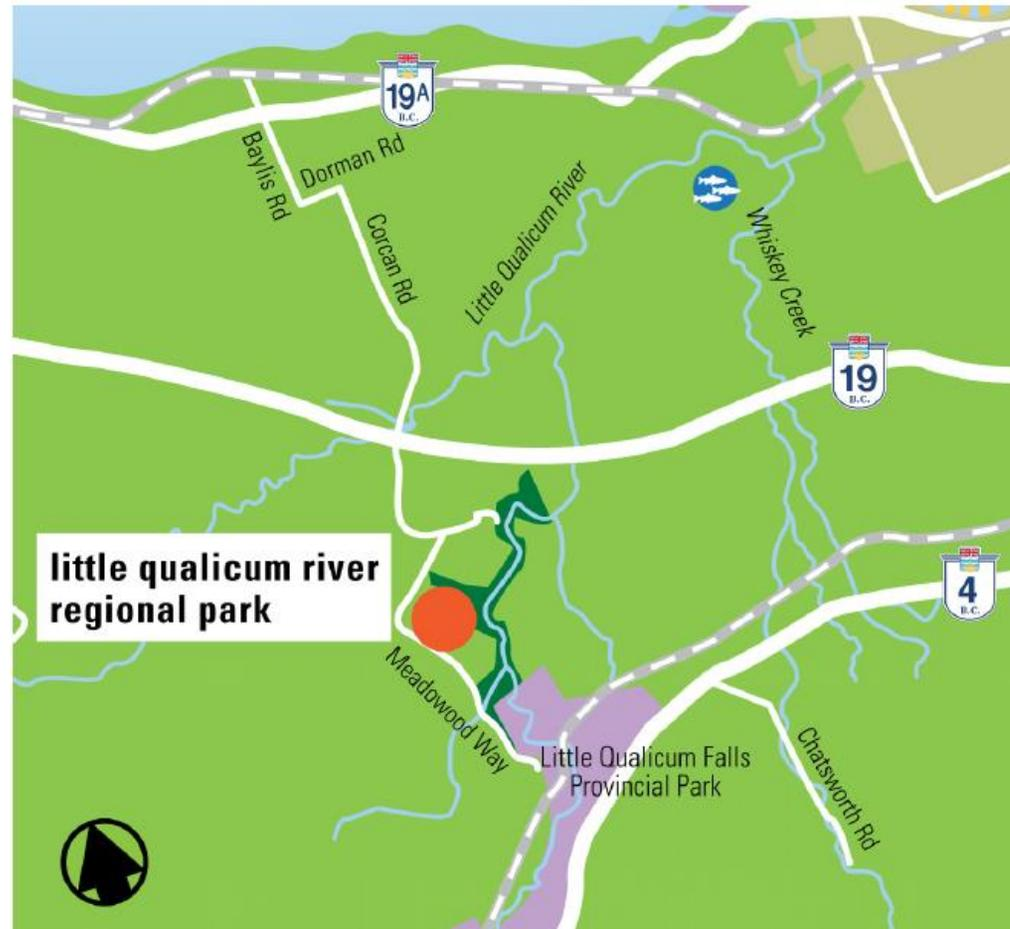 19A
B.C.
Baylis Rd
Dorman Rd
Corcan Rd
Little Qualicum River
Whiskey Creek
19
B.C.
little qualicum river
regional park
4
B.C.
Meadowood Way
Little Qualicum Falls
Provincial Park
Chatsworth Rd